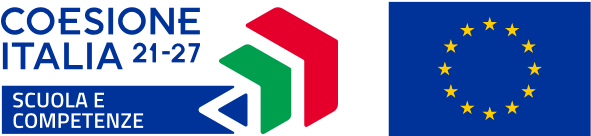 COESIONE
ITALIA 21-27
SCUOLA E
COMPETENZE